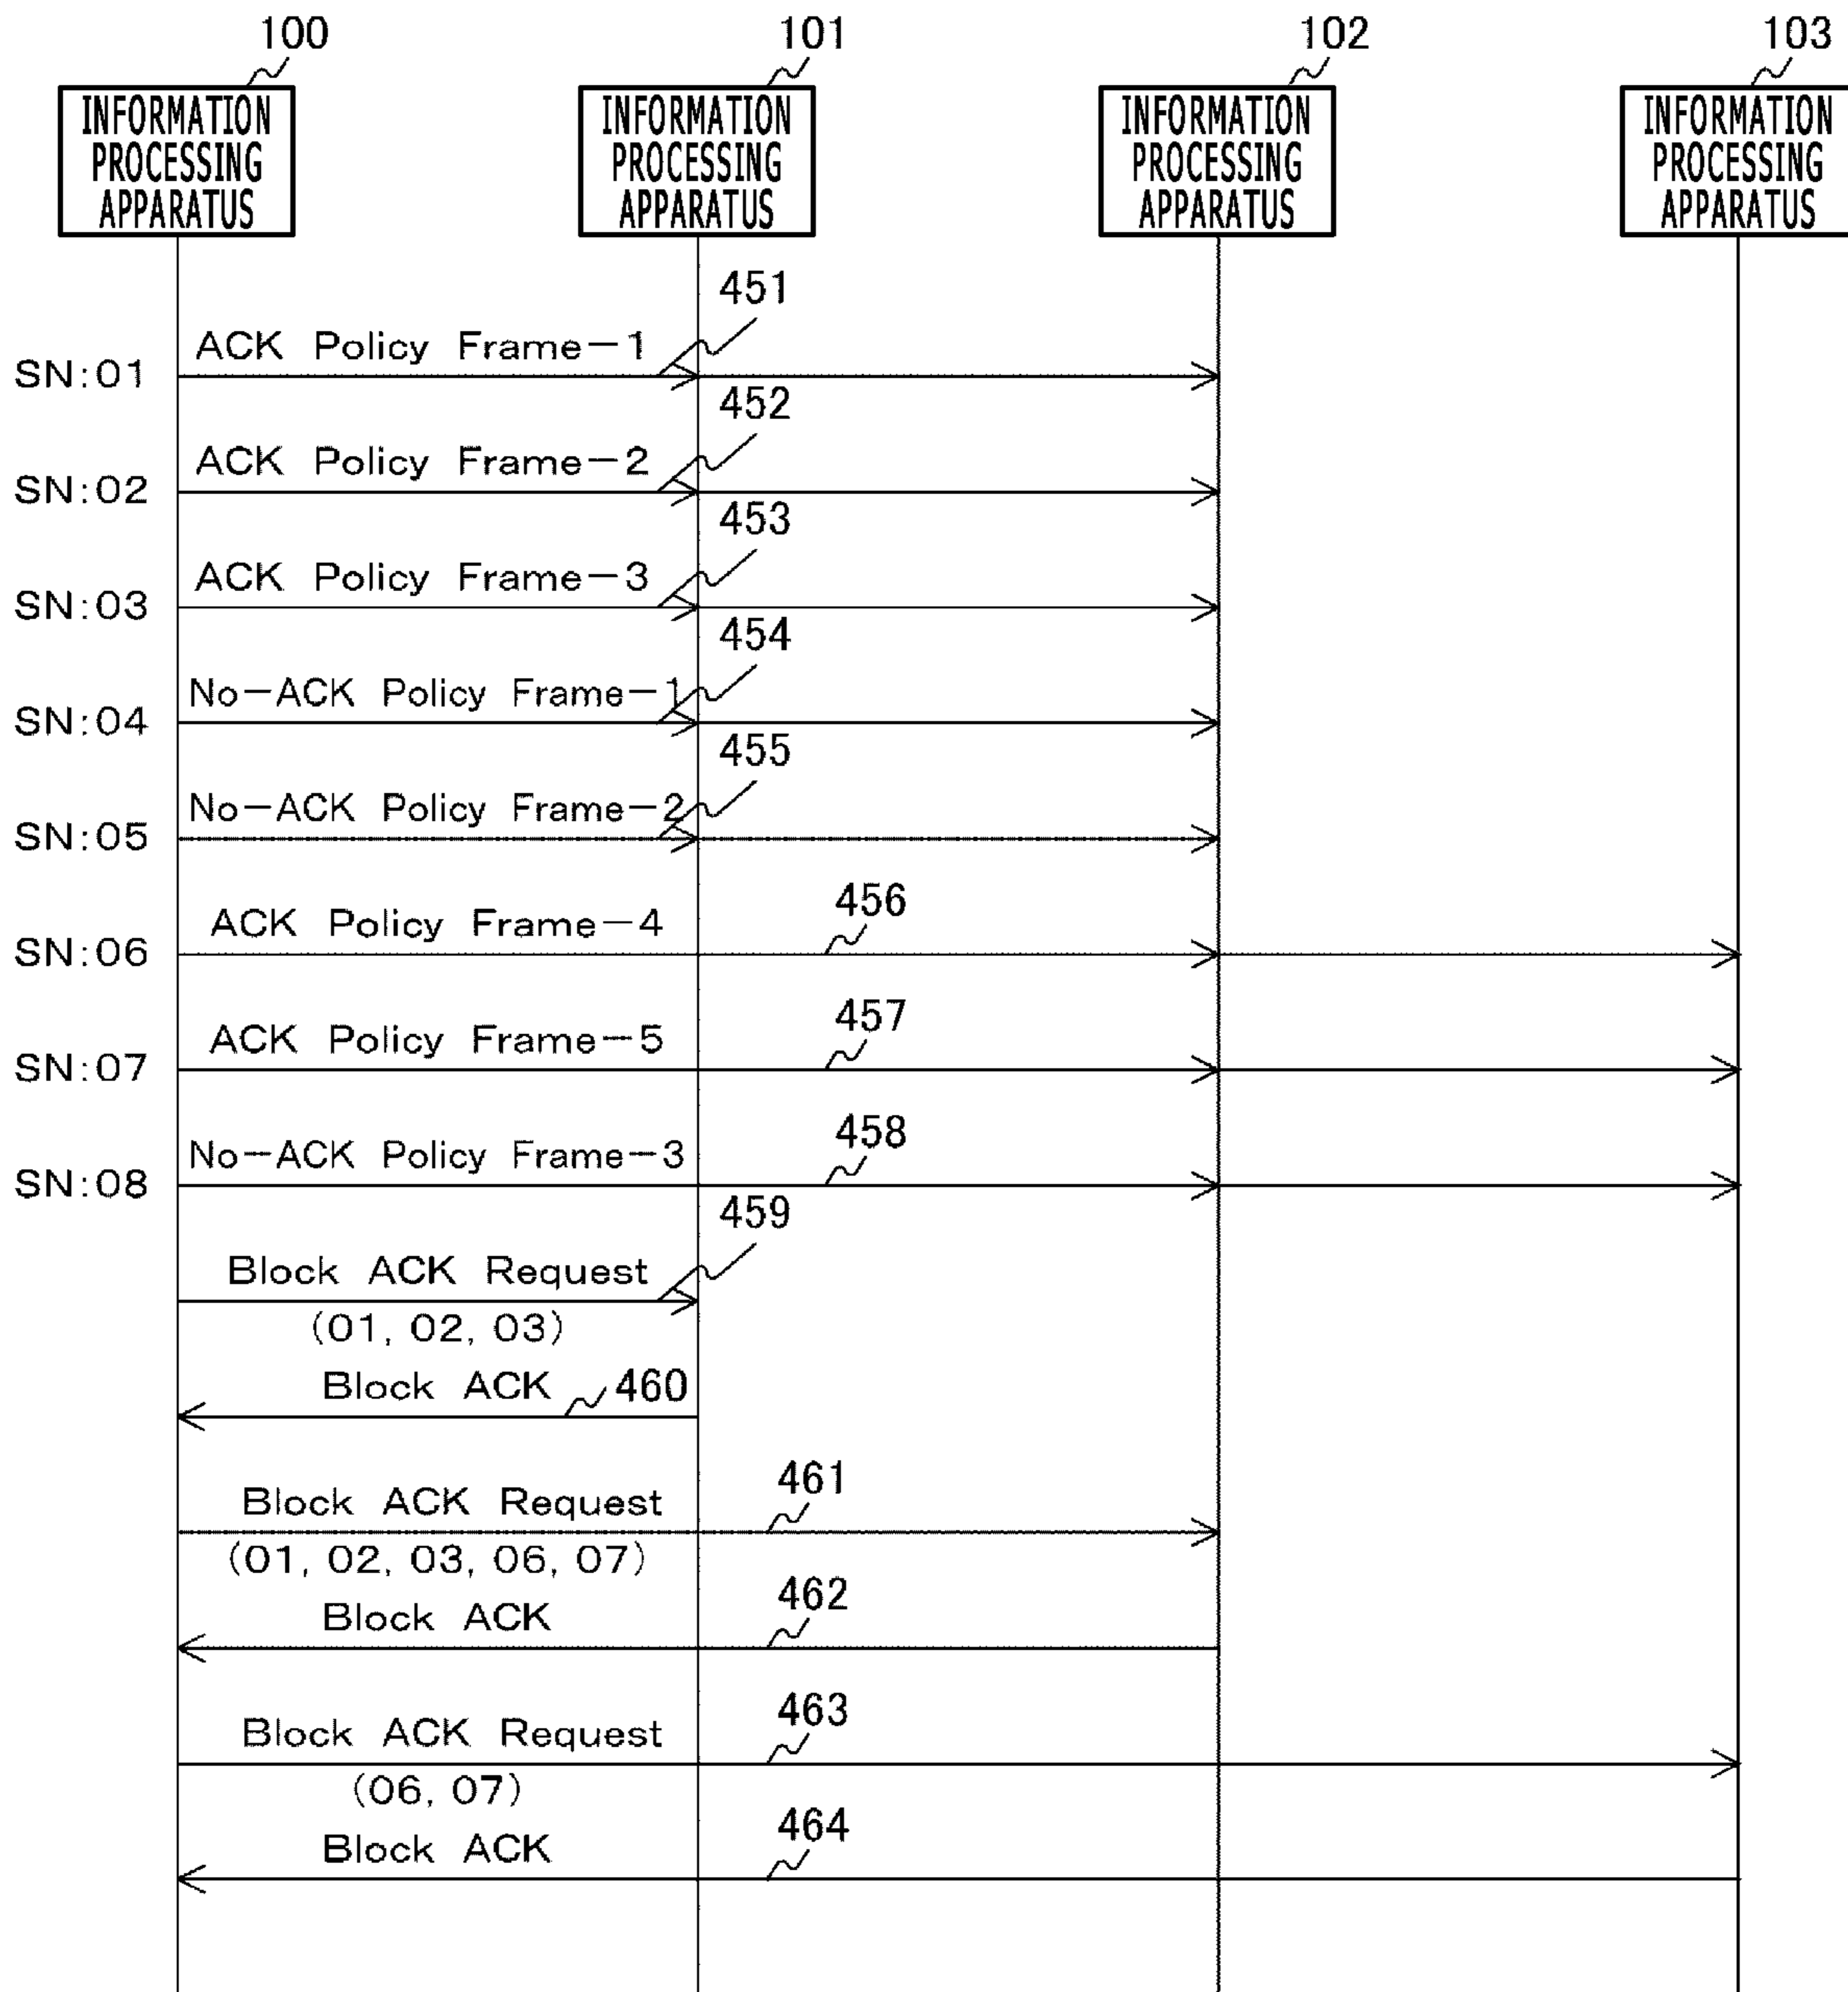 100
101
102
103
INFORMATION
PROCESSING
APPARATUS
INFORMATION
PROCESSING
APPARATUS
INFORMATION
PROCESSING
APPARATUS
INFORMATION
PROCESSING
APPARATUS
451
ACK Policy Frame-1
SN:01
452
ACK Policy Frame-2
SN:02
453
ACK Policy Frame-3
SN:03
454
No-ACK Policy Frame-1
SN:04
455
No-ACK Policy Frame-2
SN:05
456
ACK Policy Frame-4
SN:06
457
ACK Policy Frame-5
SN:07
458
No-ACK Policy Frame-3
SN:08
459
Block ACK Request
(01, 02, 03)
Block ACK 460
461
Block ACK Request
(01, 02, 03, 06, 07)
462
Block ACK
463
Block ACK Request
(06, 07)
464
Block ACK